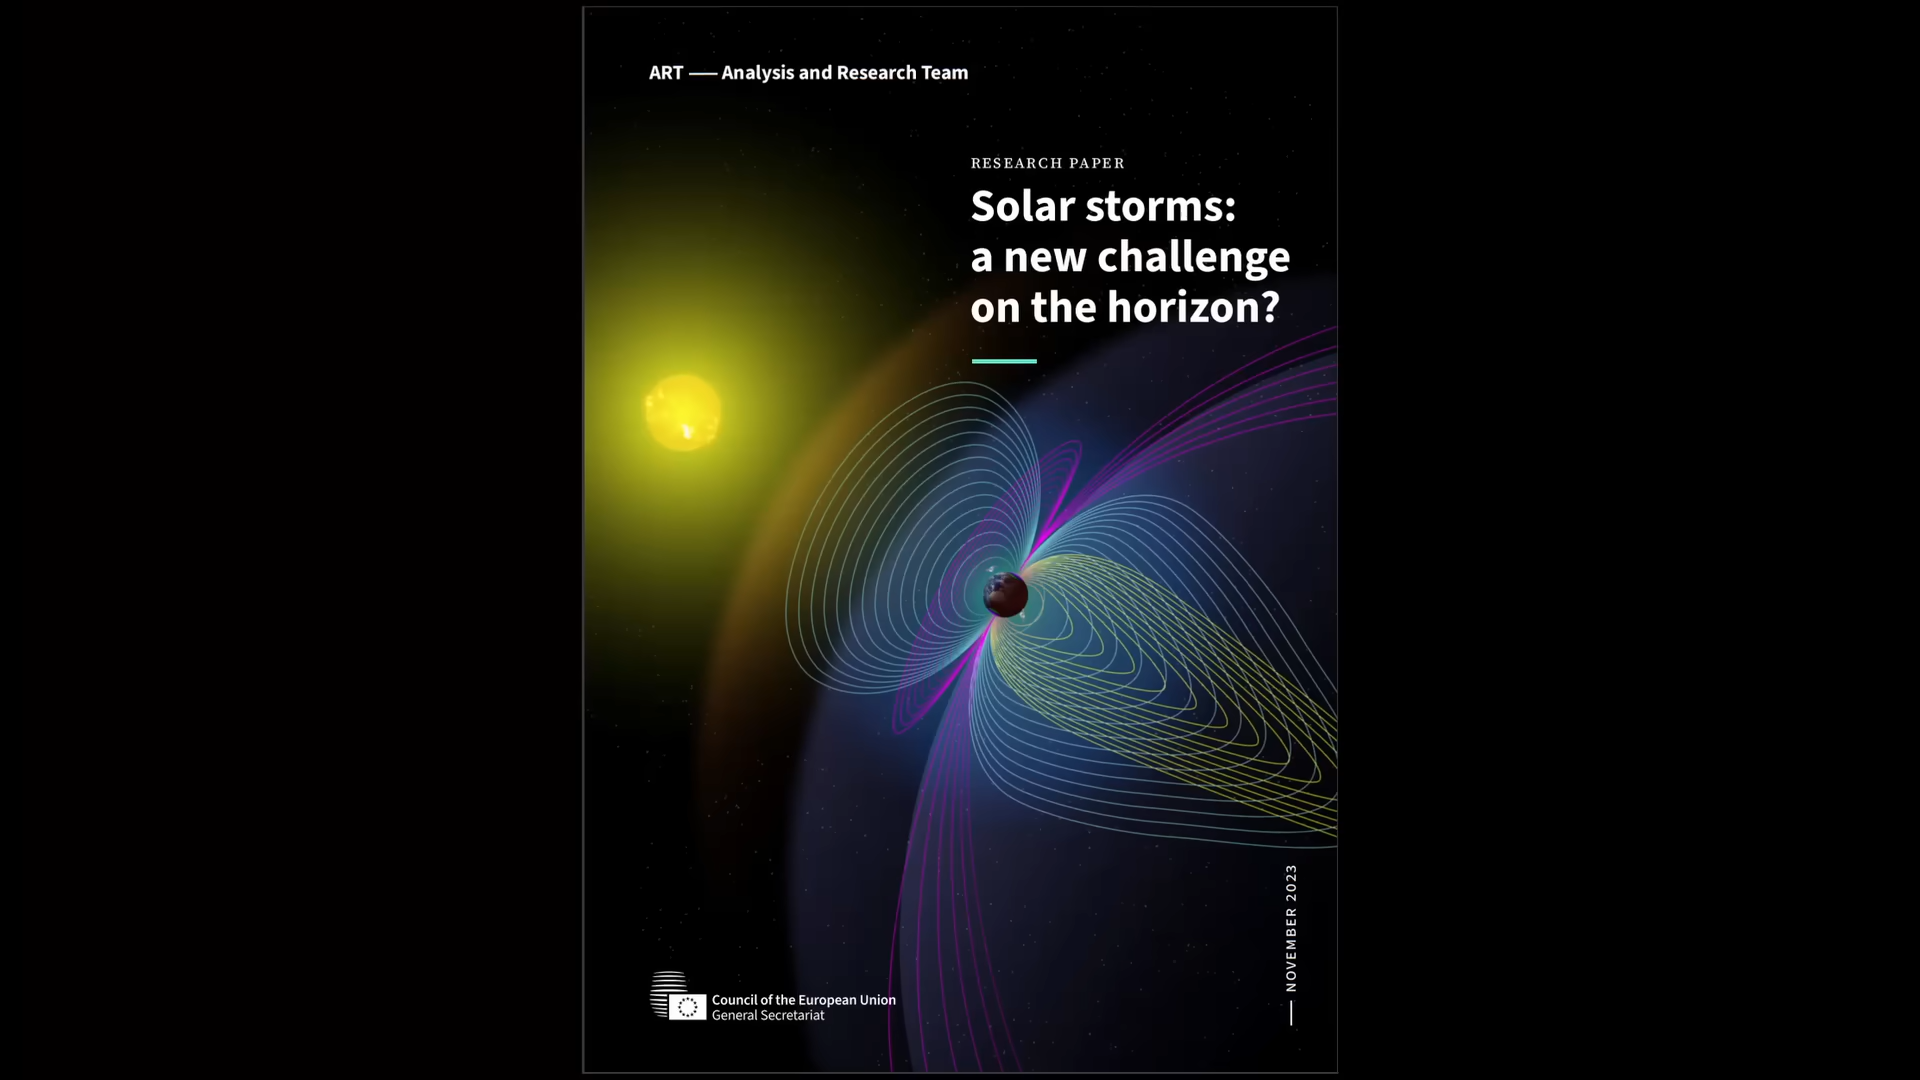 ART — Analysis and Research Team
RESEARCH PAPER
Solar storms:
a new challenge
on the horizon?
— NOVEMBER 2023
Council of the European Union
General Secretariat